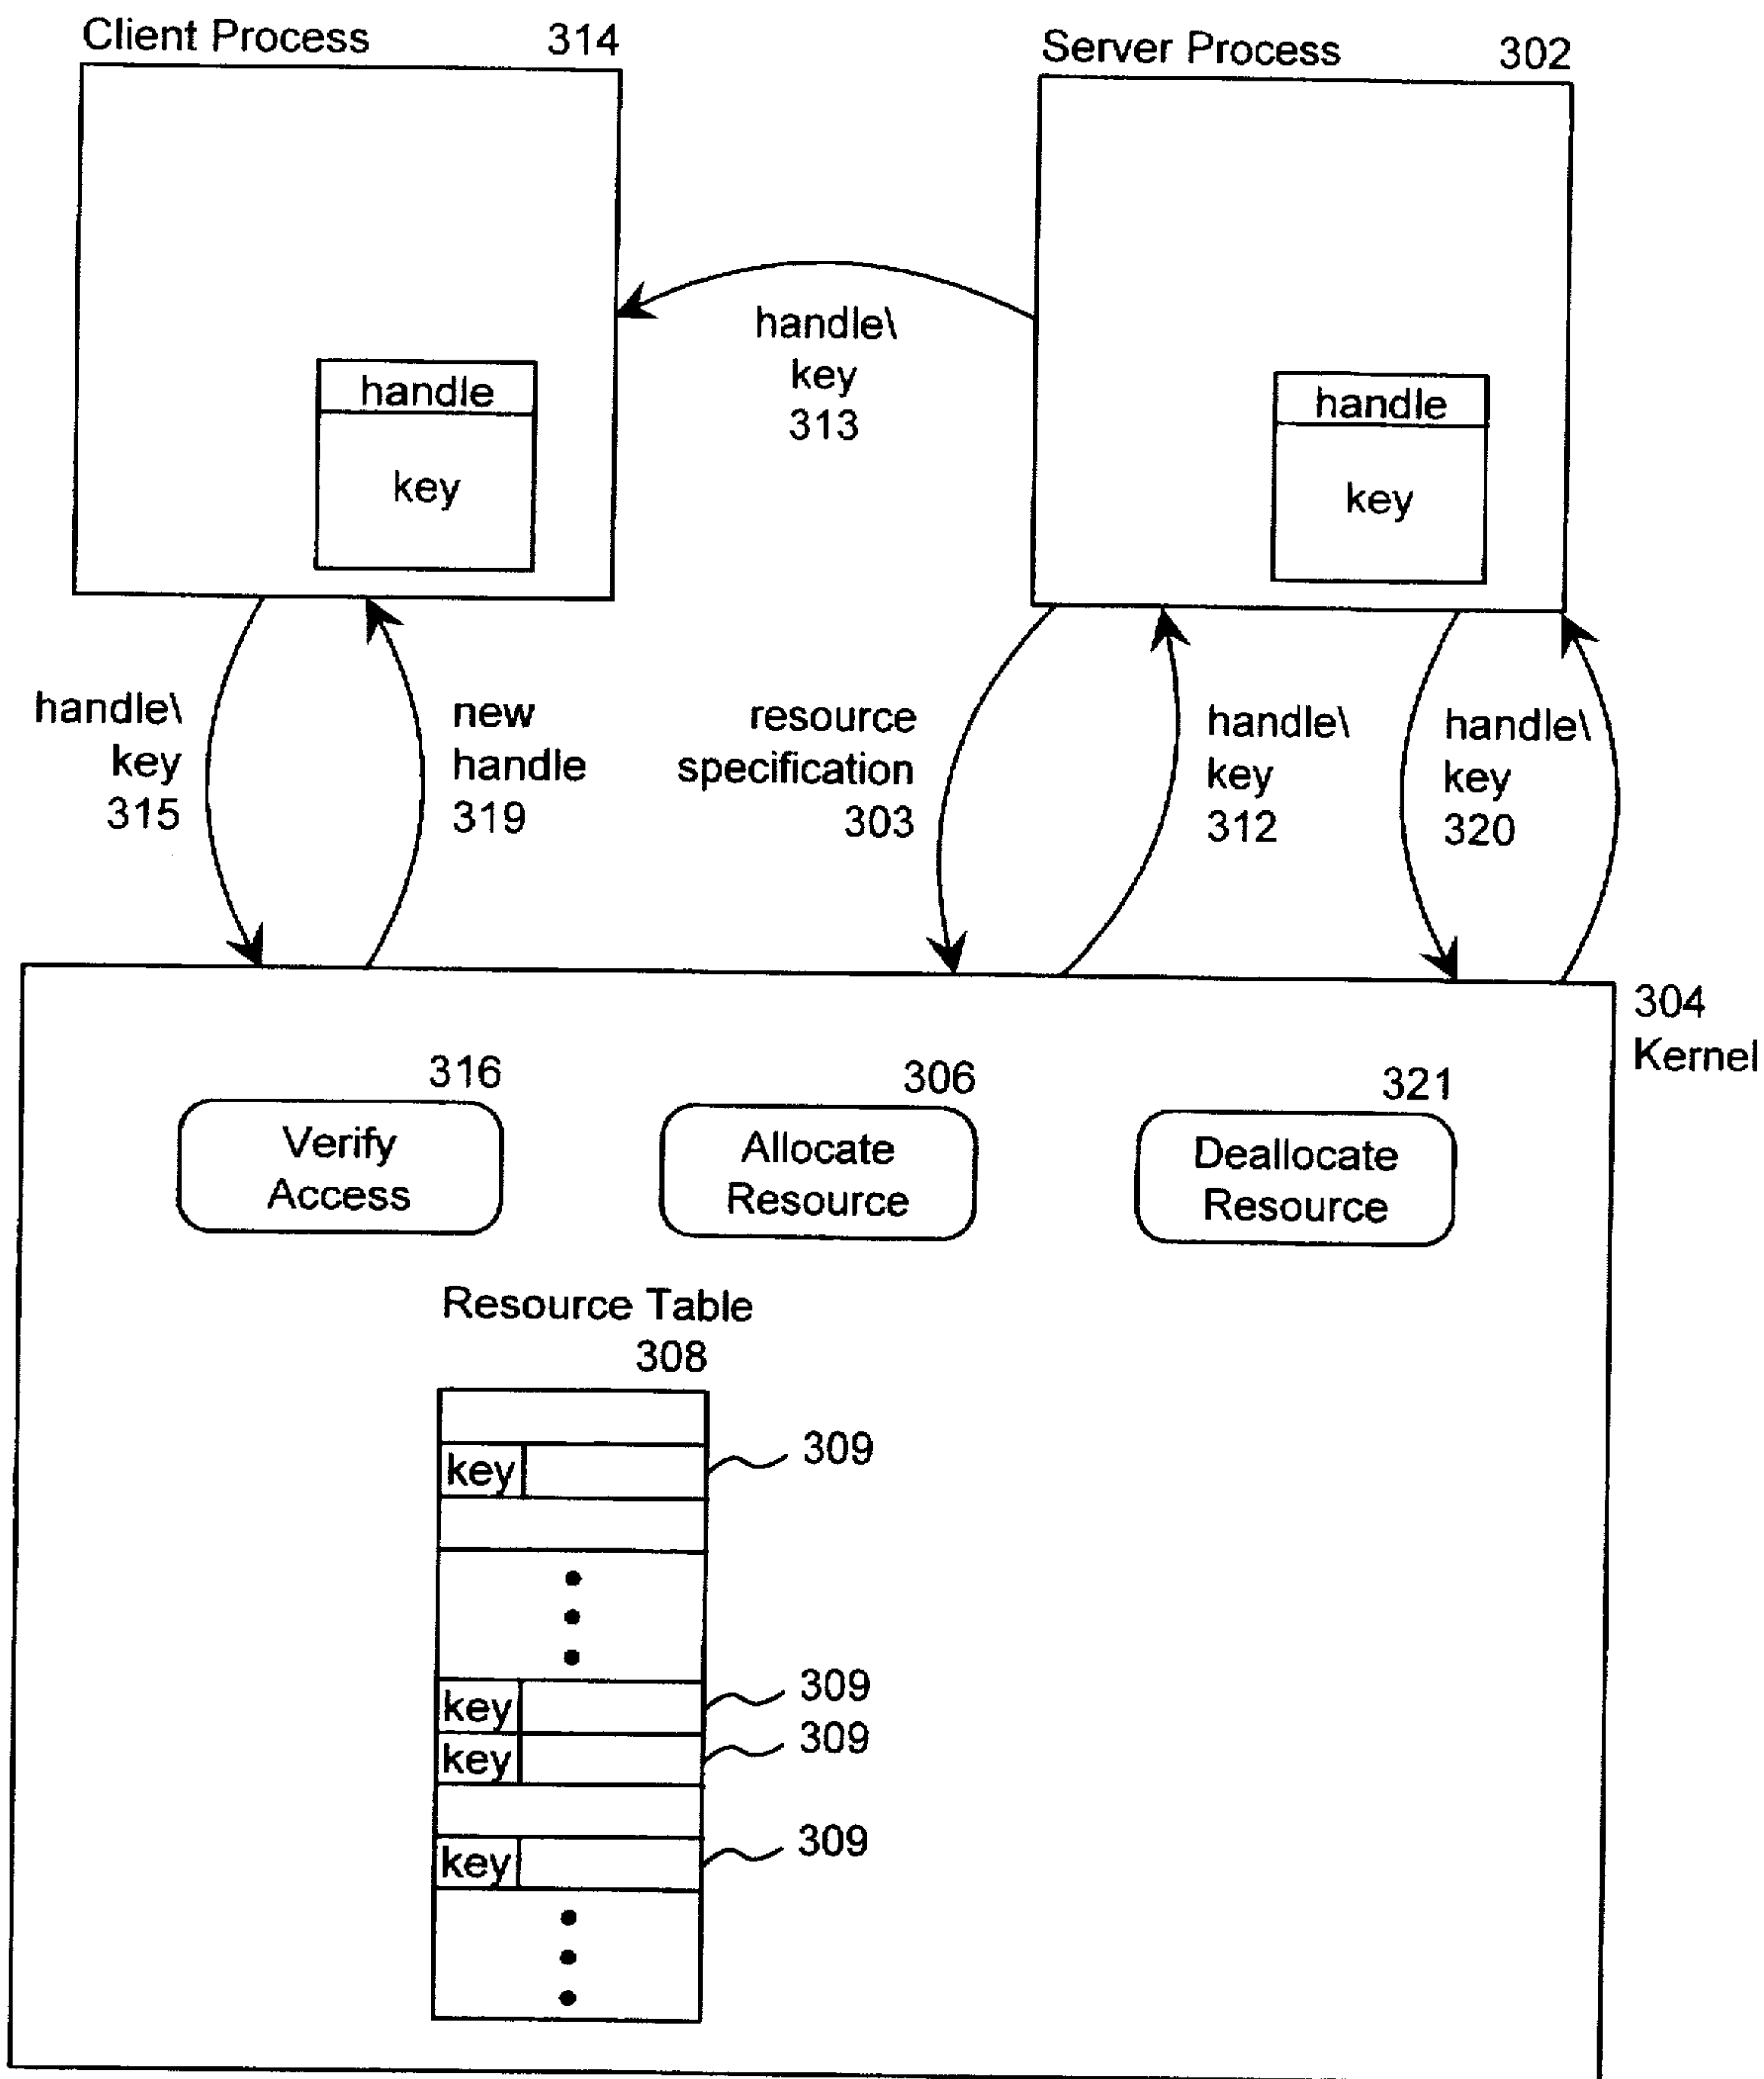 Client Process 314
Server Process 302
handle\
key
313
handle
key
handle
key
handle\
key
315
new
handle
319
resource
specification
303
handle\
key
312
handle\
key
320
304
Kernel
316
Verify
Access
306
Allocate
Resource
321
Deallocate
Resource
Resource Table
308
key 309
key 309
key 309
key 309